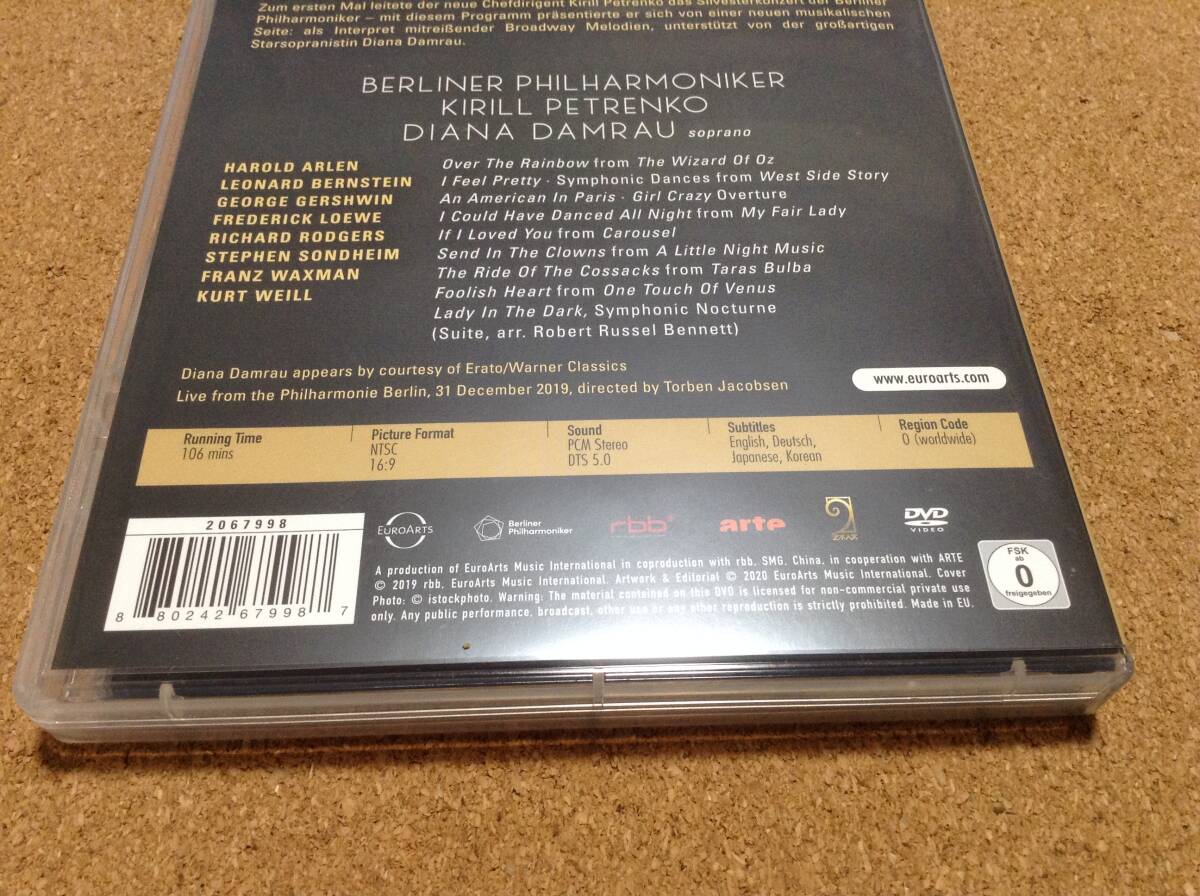 Zum ersten Mal leitete der neue Chefdirigent Kirill Petrenko das Silvesterkonzert der Berliner
Philharmoniker – mit diesem Programm präsentierte er sich von einer neuen musikalischen
Seite: als Interpret mitreißender Broadway Melodien, unterstützt von der großartigen
Starsopranistin Diana Damrau.
BERLINER PHILHARMONIKER
KIRILL PETRENKO
DIANA DAMRAU soprano
HAROLD ARLEN Over The Rainbow from The Wizard Of Oz
LEONARD BERNSTEIN I Feel Pretty · Symphonic Dances from West Side Story
GEORGE GERSHWIN An American In Paris · Girl Crazy Overture
FREDERICK LOEWE I Could Have Danced All Night from My Fair Lady
RICHARD RODGERS If I Loved You from Carousel
STEPHEN SONDHEIM Send In The Clowns from A Little Night Music
FRANZ WAXMAN The Ride Of The Cossacks from Taras Bulba
KURT WEILL Foolish Heart from One Touch Of Venus
Lady In The Dark, Symphonic Nocturne
(Suite, arr. Robert Russel Bennett)
Diana Damrau appears by courtesy of Erato/Warner Classics
Live from the Philharmonie Berlin, 31 December 2019, directed by Torben Jacobsen
www.euroarts.com
Running Time
106 mins
Picture Format
NTSC
16:9
Sound
PCM Stereo
DTS 5.0
Subtitles
English, Deutsch,
Japanese, Korean
Region Code
0 (worldwide)
2067998
8 80242 67998 7
EUROARTS
Berliner
Philharmoniker
rbb
arte
DVD
VIDEO
FSK
ab
0
freigegeben
A production of EuroArts Music International in coproduction with rbb, SMG, China, in cooperation with ARTE
© 2019 rbb, EuroArts Music International. Artwork & Editorial © 2020 EuroArts Music International. Cover
Photo: © istockphoto. Warning: The material contained on this DVD is licensed for non-commercial private use
only. Any public performance, broadcast, other use or any other reproduction is strictly prohibited. Made in EU.